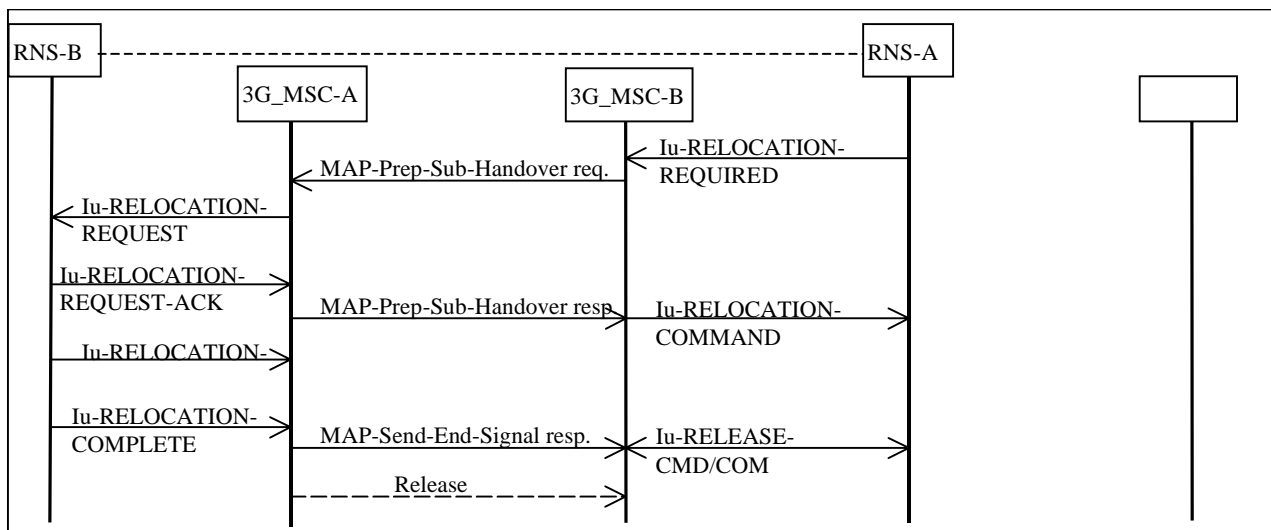 RNS-B
RNS-A
3G_MSC-A
3G_MSC-B
Iu-RELOCATION-
REQUIRED
MAP-Prep-Sub-Handover req.
Iu-RELOCATION-
REQUEST
Iu-RELOCATION-
REQUEST-ACK
MAP-Prep-Sub-Handover resp
Iu-RELOCATION-
COMMAND
Iu-RELOCATION-
Iu-RELOCATION-
COMPLETE
MAP-Send-End-Signal resp.
Iu-RELEASE-
CMD/COM
Release